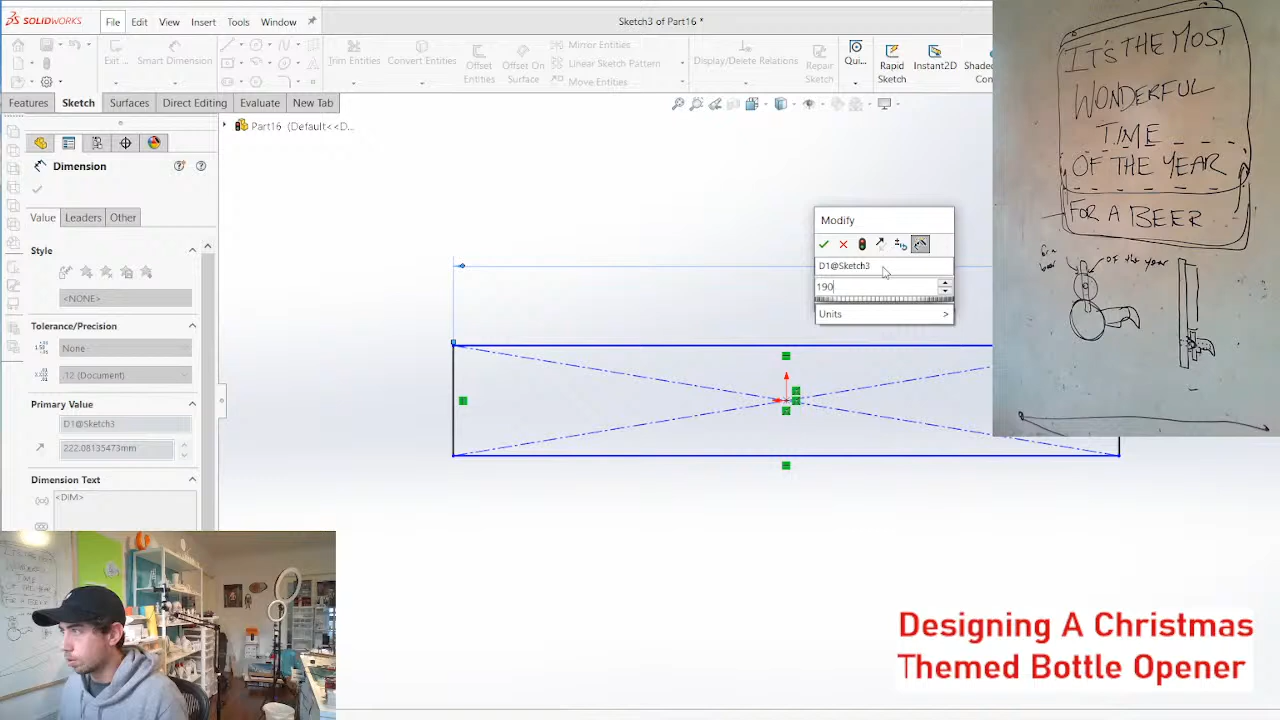 SOLIDWORKS
File Edit View Insert Tools Window
Sketch3 of Part16 *
Exit ...
Smart Dimension
Trim Entities
Convert Entities
Offset Entities
Offset On Surface
Mirror Entities
Linear Sketch Pattern
Move Entities
Display/Delete Relations
Repair Sketch
Qui...
Rapid Sketch
Instant2D
Features Sketch Surfaces Direct Editing Evaluate New Tab
Part16 (Default<<D...
Dimension
Value Leaders Other
Style
<NONE>
Tolerance/Precision
None
.12 (Document)
Primary Value
D1@Sketch3
222.08135473mm
Dimension Text
<DIM>
Modify
D1@Sketch3
190
Units >
IT'S THE MOST
WONDERFUL
TIME
OF THE YEAR
FOR A BEER
of the year
Designing A Christmas
Themed Bottle Opener